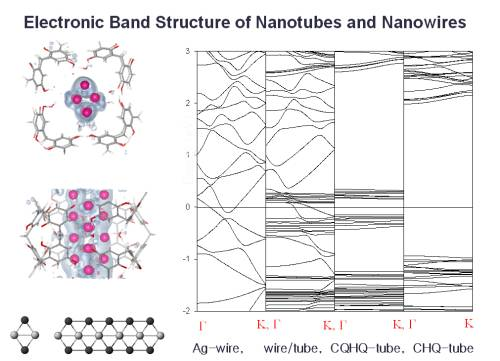 Electronic Band Structure of Nanotubes and Nanowires
3
2
1
0
-1
-2
Γ K, Γ K, Γ K, Γ K
Ag-wire, wire/tube, CQHQ-tube, CHQ-tube